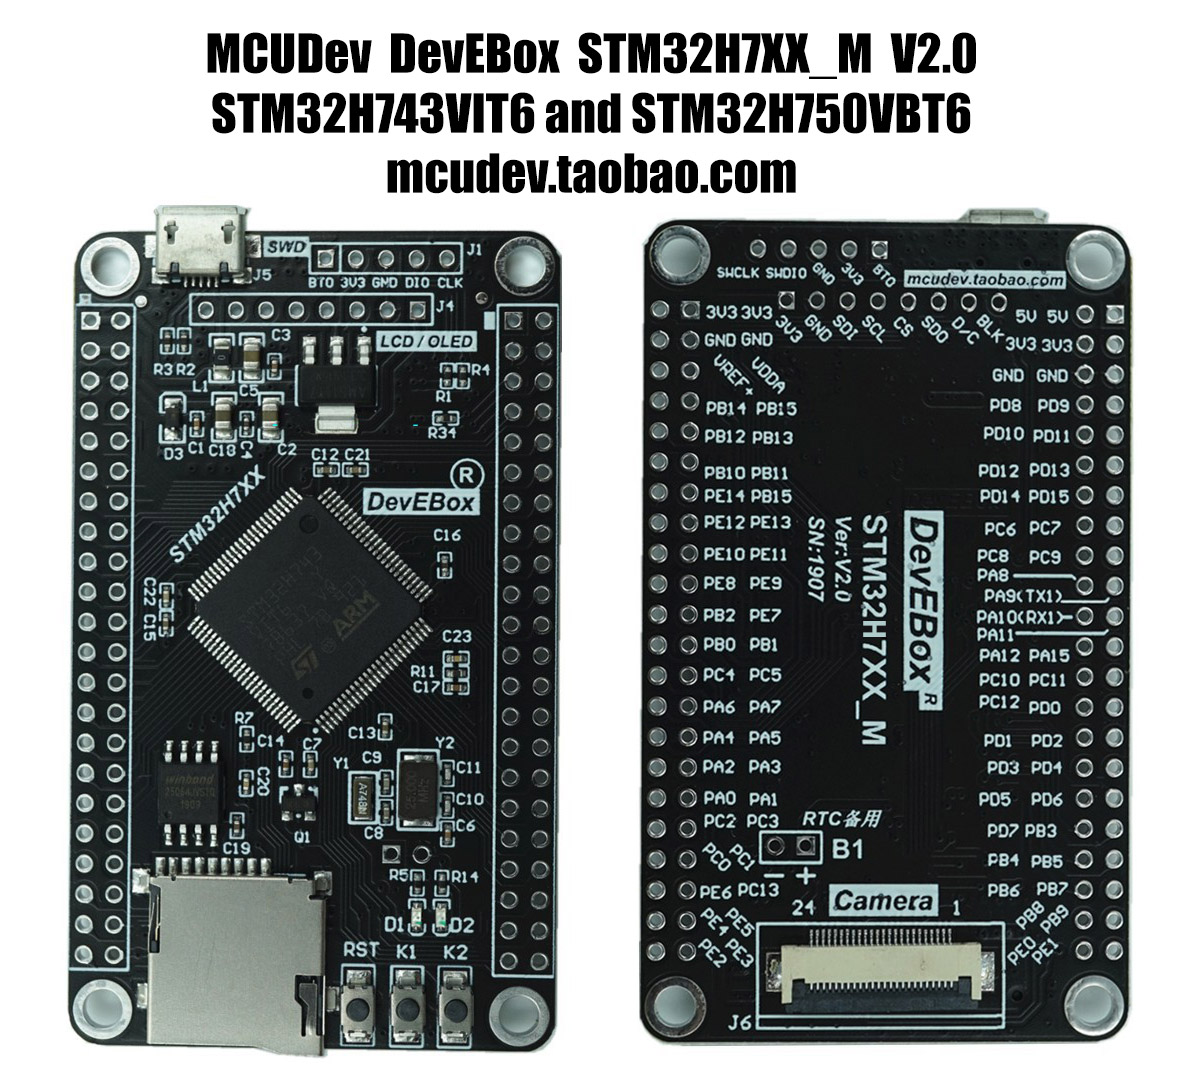 MCUDev DevEBox STM32H7XX_M V2.0
STM32H743VIT6 and STM32H750VBT6
mcudev.taobao.com
SWD
J1
J5
BT0 3V3 GND DIO CLK
J4
LCD / OLED
C3
R3 R2
L1
C5
R4
R1
R34
D3
C1
C18
C4
C2
C12 C21
STM32H7XX
®
DevEBox
C16
C22
C15
ARM
C23
R11
C17
R7
C14
C7
C13
C9
Y2
Y1
C11
C20
C10
A748N
25.000
MHz
C8
C6
winbond
1903
C19
Q1
R5
R14
D1
D2
RST K1 K2
SWCLK SWDIO GND 3V3 BT0
mcudev.taobao.com
3V3 3V3
3V3 GND SDI SCL CS SDO D/C BLK
5V 5V
3V3 3V3
GND GND
GND GND
VREF+ VDDA
PD8 PD9
PB14 PB15
PD10 PD11
PB12 PB13
PD12 PD13
PB10 PB11
PD14 PD15
PE14 PB15
PC6 PC7
PE12 PE13
PC8 PC9
PE10 PE11
PA8
PE8 PE9
PA9(TX1)
PB2 PE7
PA10(RX1)
PA11
PB0 PB1
PA12 PA15
PC4 PC5
PC10 PC11
PA6 PA7
PC12 PD0
PA4 PA5
PD1 PD2
PA2 PA3
PD3 PD4
PA0 PA1
PD5 PD6
PC2 PC3
PD7 PB3
PC0 PC1
PB4 PB5
PE6 PC13
PB6 PB7
PE4 PE5
PB8 PB9
PE2 PE3
PE0 PE1
DevEBox ®
STM32H7XX_M
Ver:V2.0
SN:1907
RTC备用
B1
- +
24 Camera 1
J6